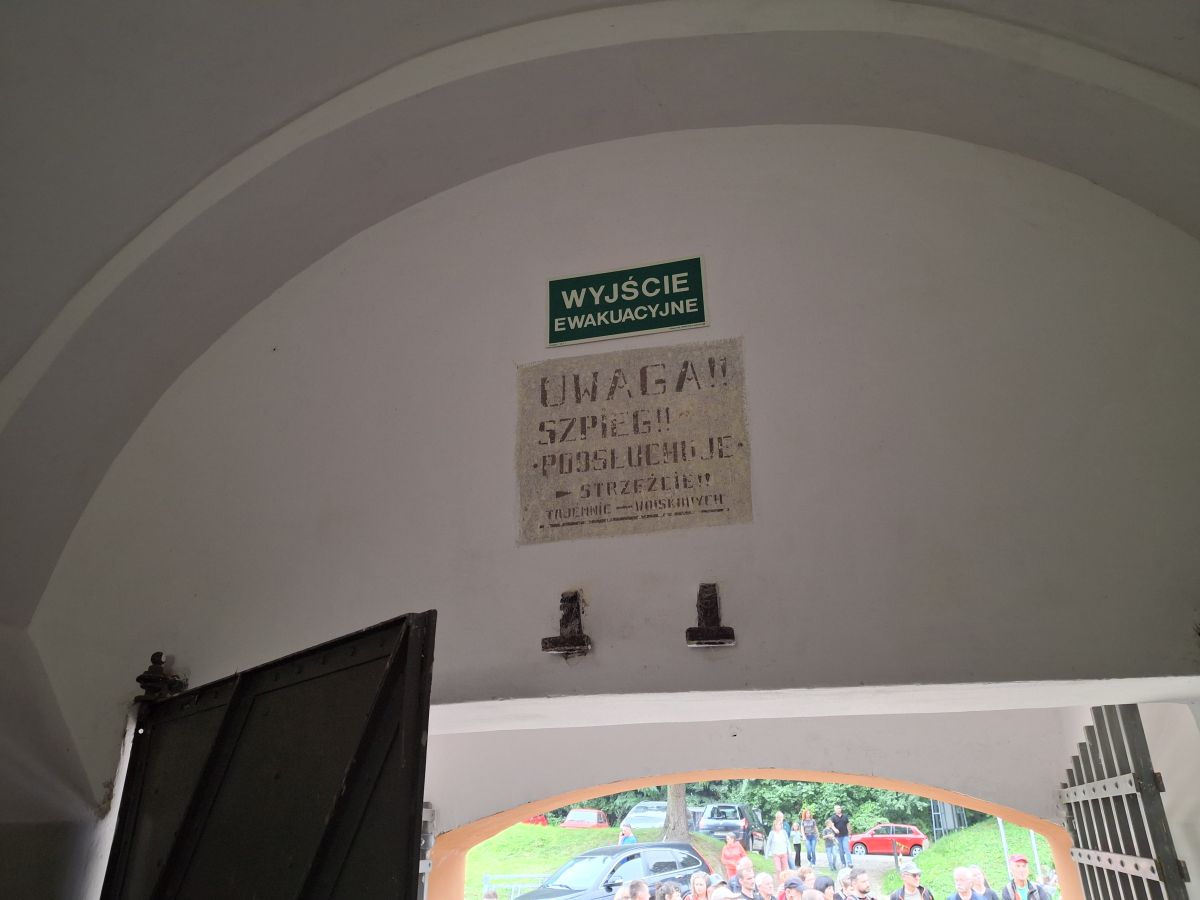 WYJŚCIE
EWAKUACYJNE
UWAGA!!
SZPIEG!!
·PODSŁUCHUJE·
STRZEŻCIE!!
TAJEMNIC — WOJSKOWYCH